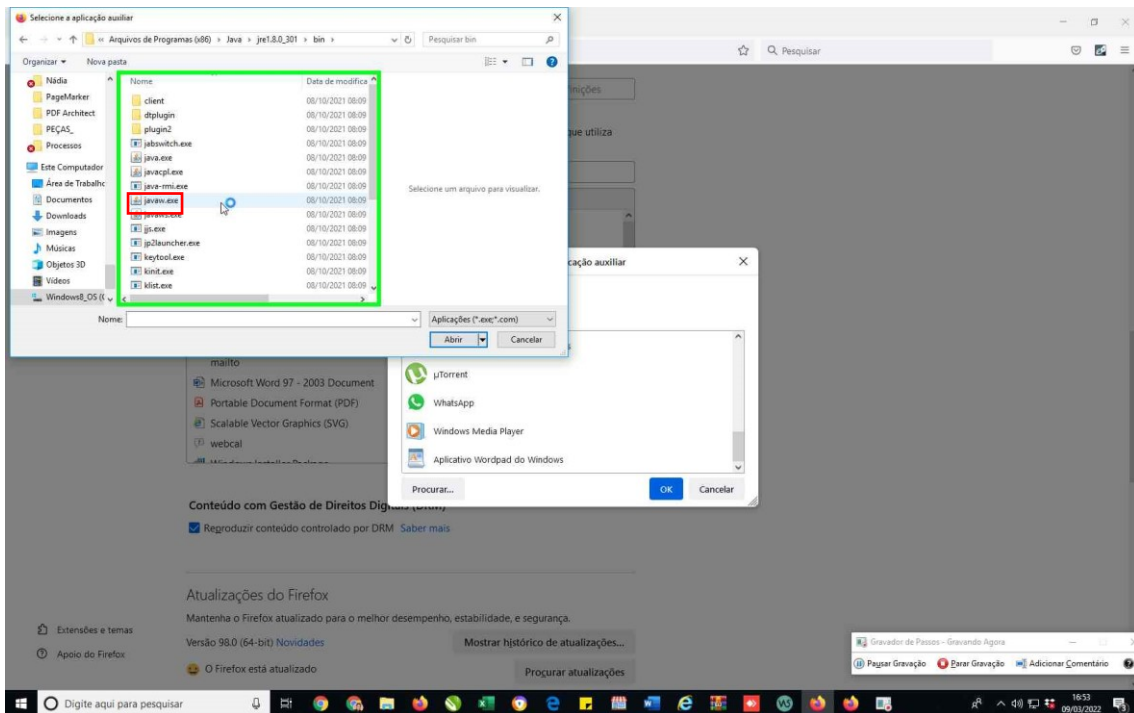 Selecione a aplicação auxiliar
« Arquivos de Programas (x86) › Java › jre1.8.0_301 › bin ›
Pesquisar bin
Organizar
Nova pasta
Nádia
PageMarker
PDF Architect
PEÇAS_
Processos
Este Computador
Área de Trabalho
Documentos
Downloads
Imagens
Músicas
Objetos 3D
Vídeos
Windows8_OS (
Nome
Data de modifica
client 08/10/2021 08:09
dtplugin 08/10/2021 08:09
plugin2 08/10/2021 08:09
jabswitch.exe 08/10/2021 08:09
java.exe 08/10/2021 08:09
javacpl.exe 08/10/2021 08:09
java-rmi.exe 08/10/2021 08:09
javaw.exe 08/10/2021 08:09
javaws.exe 08/10/2021 08:09
jjs.exe 08/10/2021 08:09
jp2launcher.exe 08/10/2021 08:09
keytool.exe 08/10/2021 08:09
kinit.exe 08/10/2021 08:09
klist.exe 08/10/2021 08:09
Selecione um arquivo para visualizar.
Nome:
Aplicações (*.exe;*.com)
Abrir
Cancelar
Pesquisar
que utiliza
auxiliar
µTorrent
WhatsApp
Windows Media Player
Aplicativo Wordpad do Windows
Procurar...
OK
Cancelar
mailto
Microsoft Word 97 - 2003 Document
Portable Document Format (PDF)
Scalable Vector Graphics (SVG)
webcal
Conteúdo com Gestão de Direitos Digitais (DRM)
Reproduzir conteúdo controlado por DRM Saber mais
Atualizações do Firefox
Mantenha o Firefox atualizado para o melhor desempenho, estabilidade, e segurança.
Versão 98.0 (64-bit) Novidades
Mostrar histórico de atualizações...
O Firefox está atualizado
Procurar atualizações
Extensões e temas
Apoio do Firefox
Gravador de Passos - Gravando Agora
Pausar Gravação
Parar Gravação
Adicionar Comentário
Digite aqui para pesquisar
16:53
09/03/2022